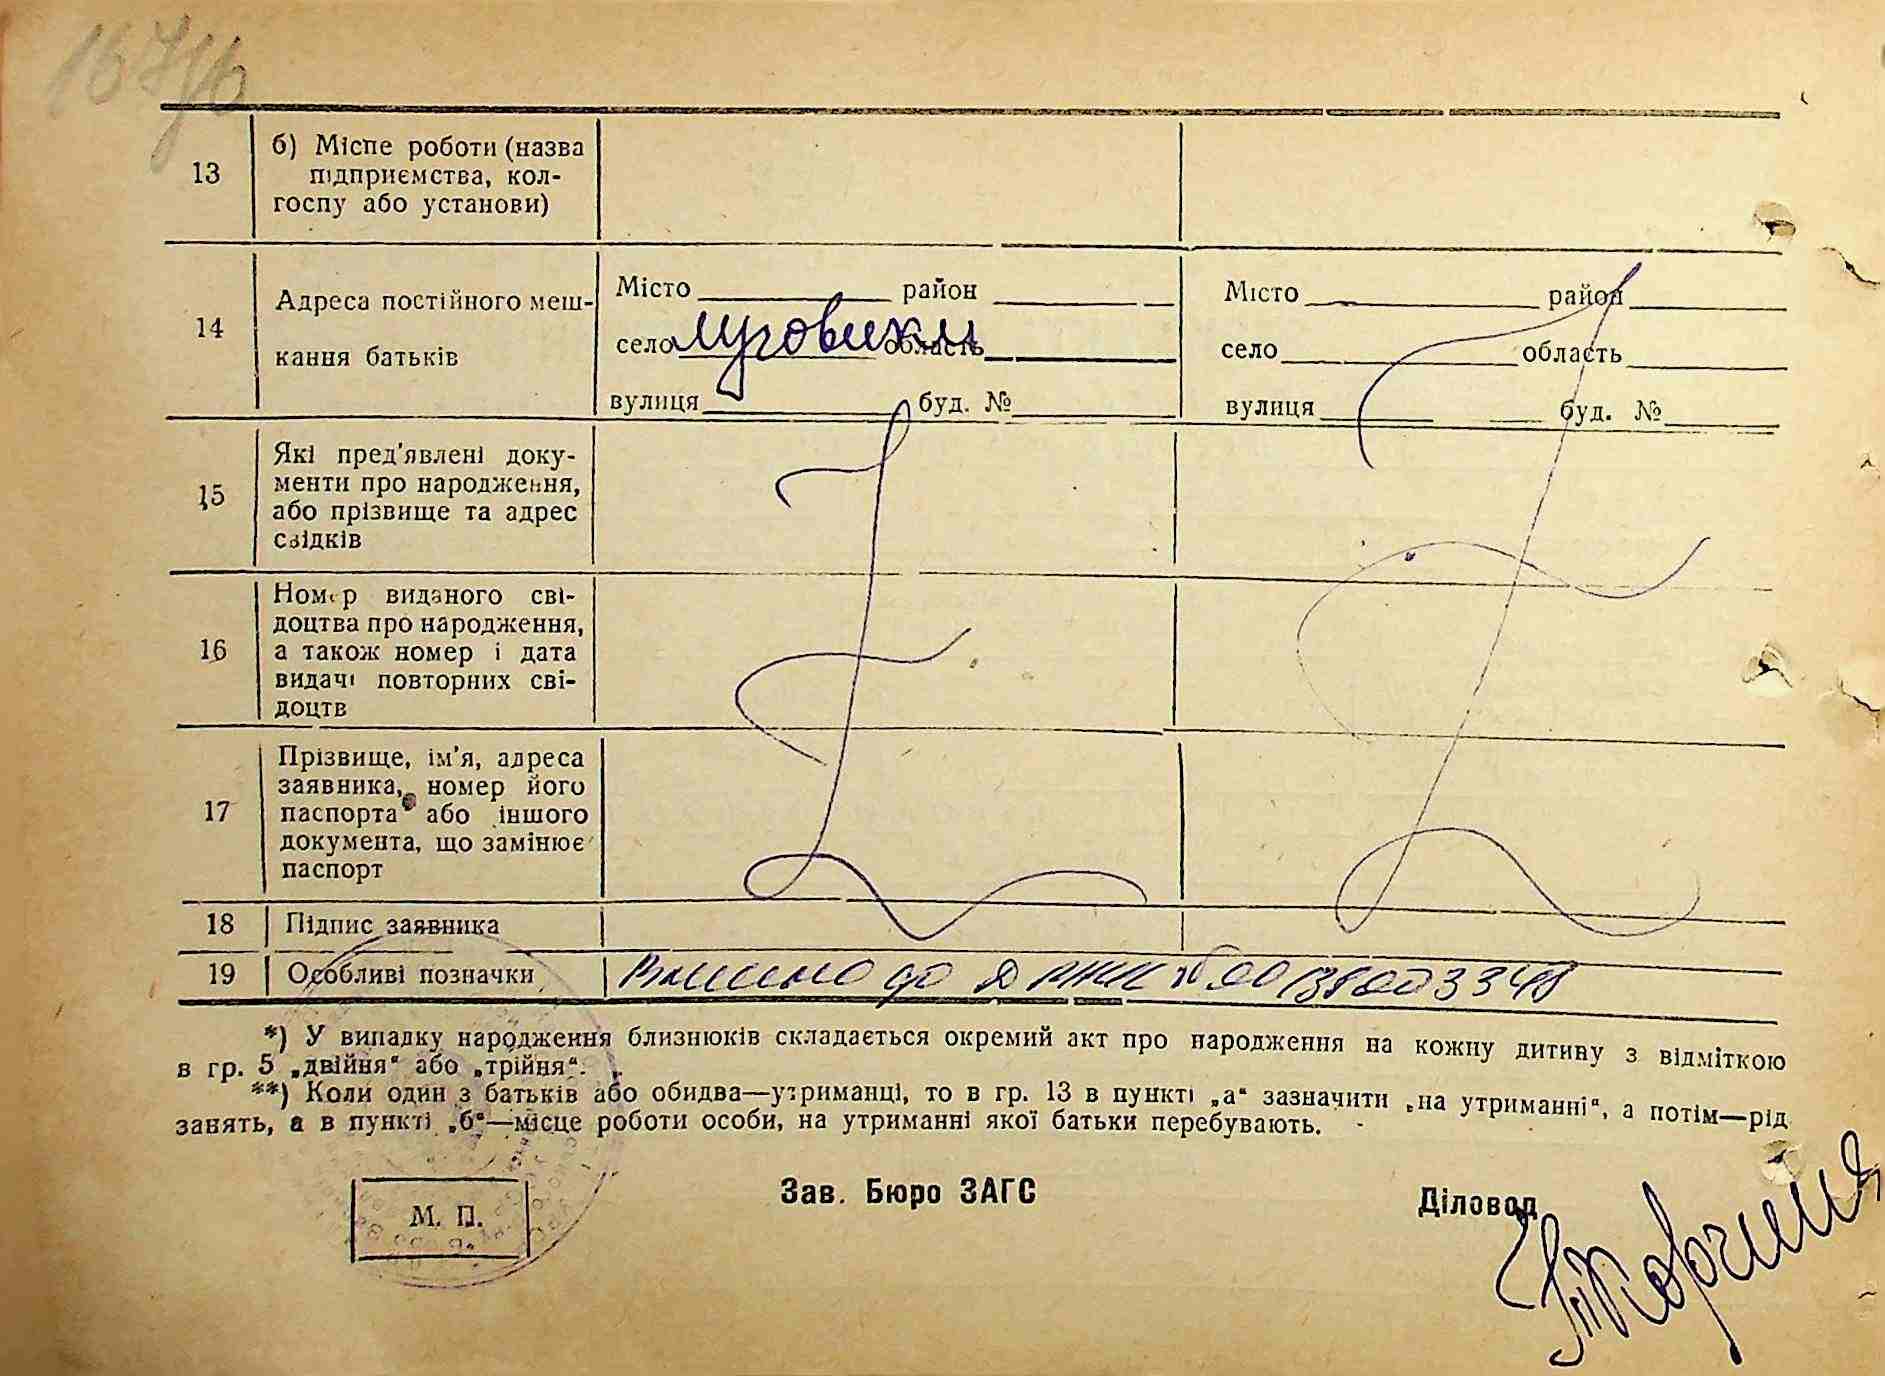 13
б) Місце роботи (назва
підприємства, кол-
госпу або установи)
14
Адреса постійного меш-
кання батьків
Місто район
село Луговики область
вулиця буд. №
Місто район
село область
вулиця буд. №
15
Які пред'явлені доку-
менти про народження,
або прізвище та адрес
свідків
16
Номер виданого сві-
доцтва про народження,
а також номер і дата
видачі повторних сві-
доцтв
17
Прізвище, ім'я, адреса
заявника, номер його
паспорта або іншого
документа, що замінює
паспорт
18 Підпис заявника
19 Особливі позначки до № 00138003348
*) У випадку народження близнюків складається окремий акт про народження на кожну дитину з відміткою
в гр. 5 „двійня“ або „трійня“.
**) Коли один з батьків або обидва—утриманці, то в гр. 13 в пункті „а“ зазначити „на утриманні“, а потім—рід
занять, а в пункті „б“—місце роботи особи, на утриманні якої батьки перебувають.
Зав. Бюро ЗАГС Діловод
М. П.